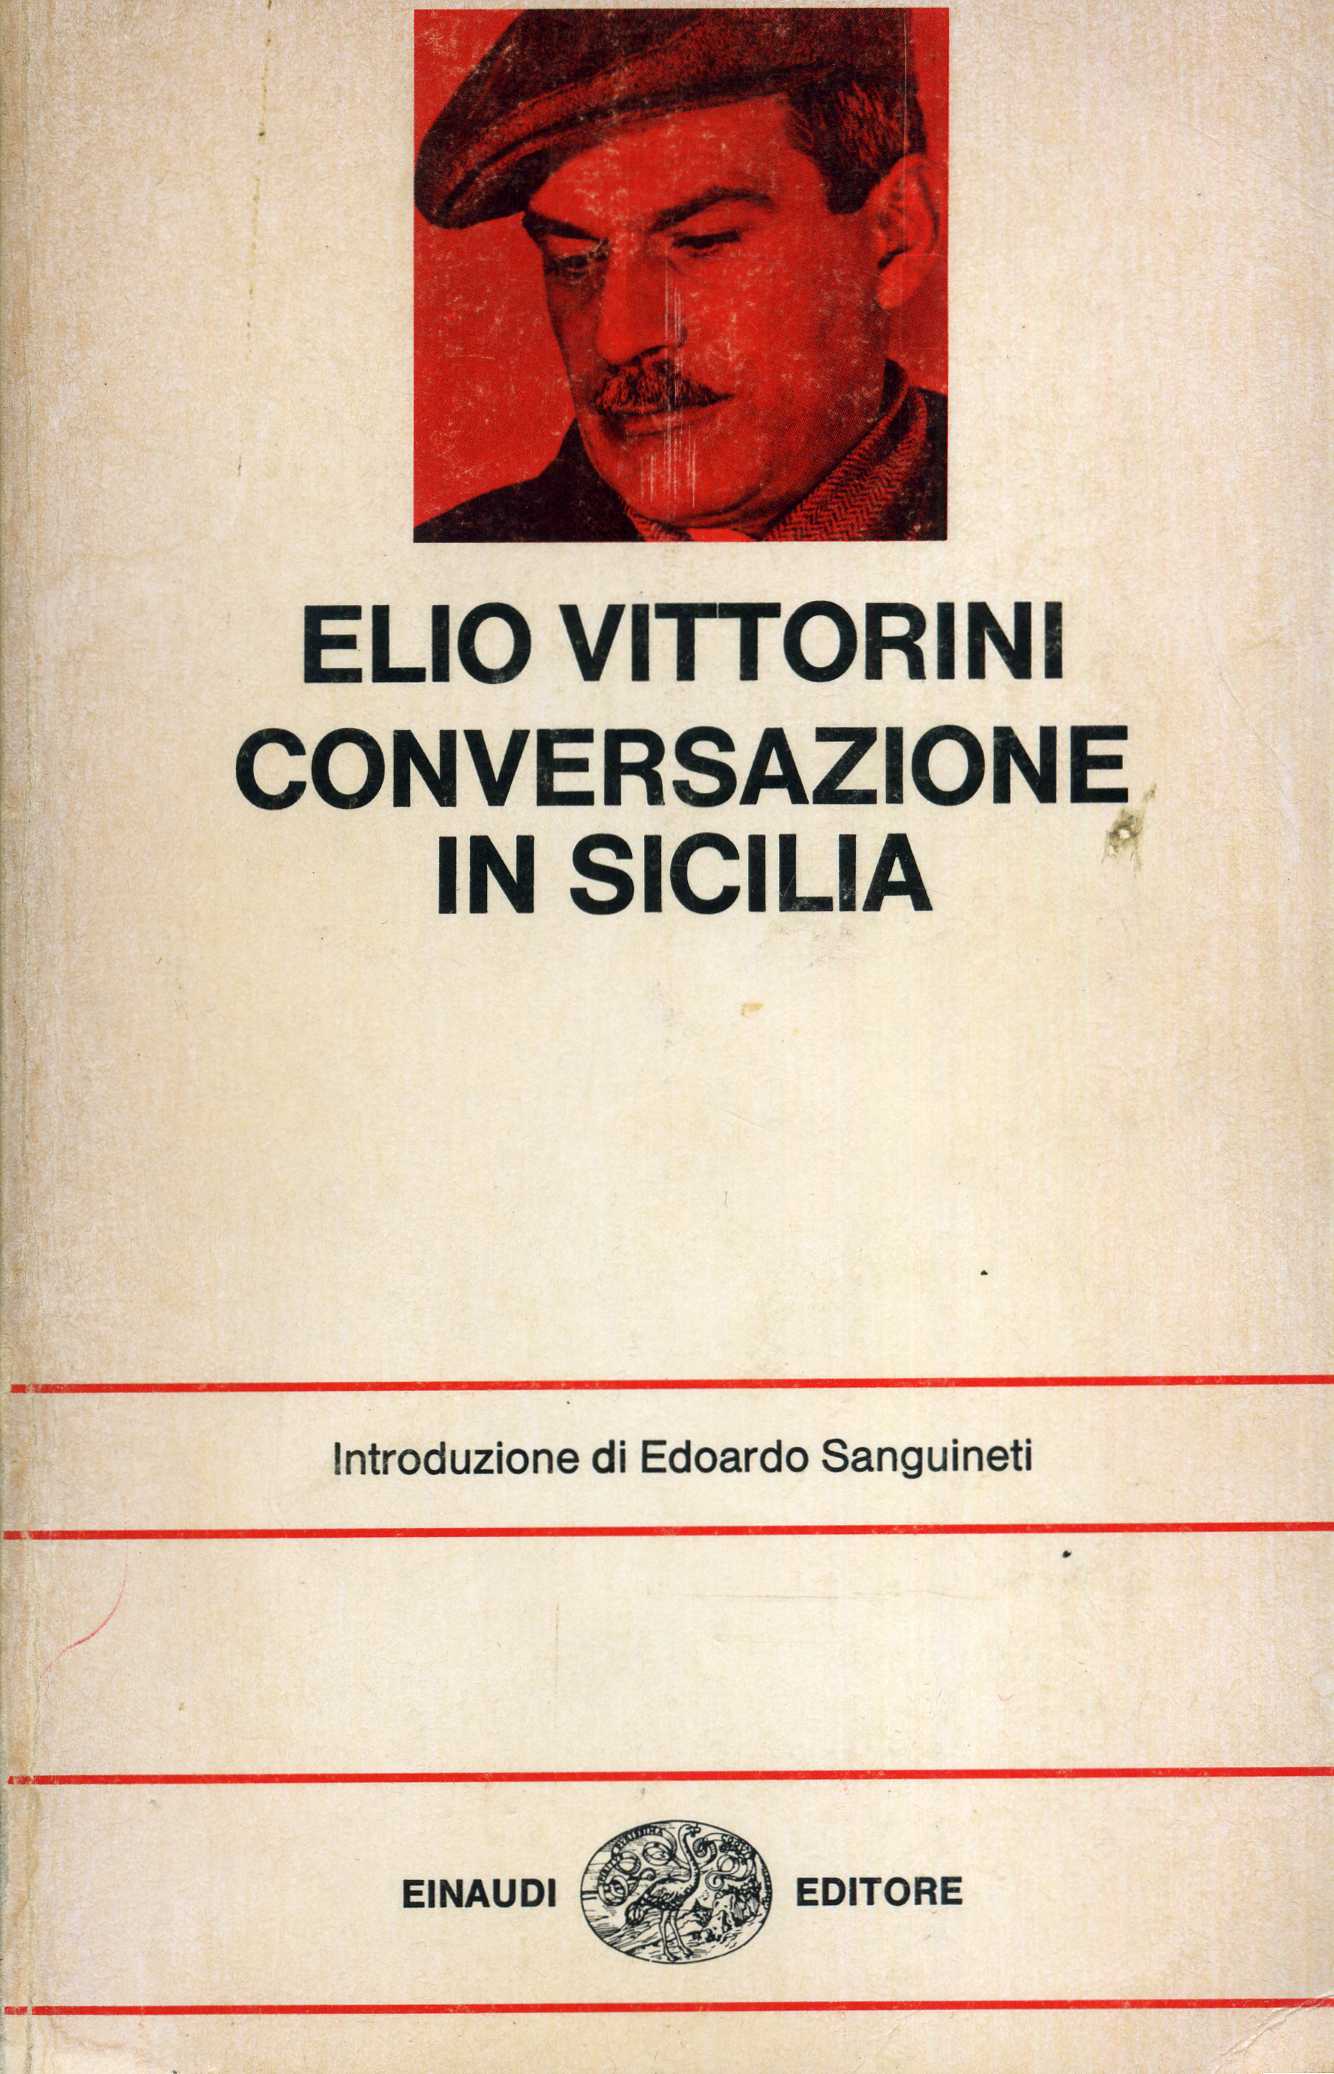 ELIO VITTORINI
CONVERSAZIONE
IN SICILIA
Introduzione di Edoardo Sanguineti
EINAUDI EDITORE